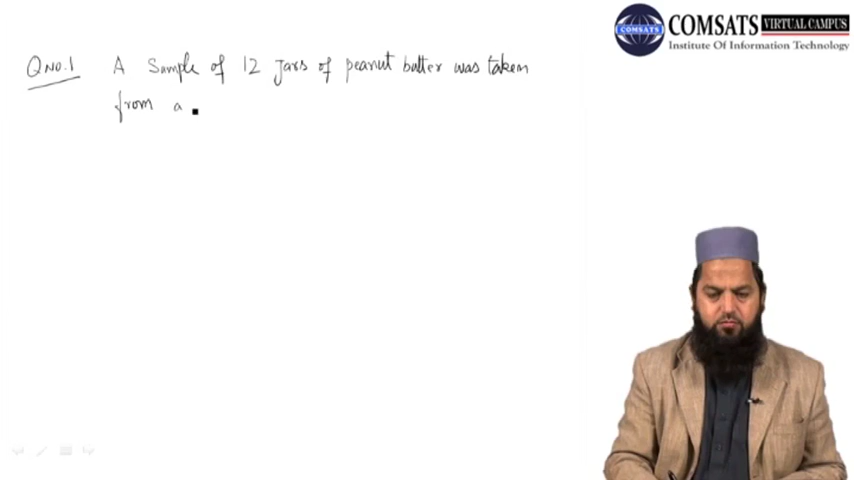 COMSATS VIRTUAL CAMPUS
Institute Of Information Technology
Q No.1 A Sample of 12 Jars of peanut butter was taken
from a